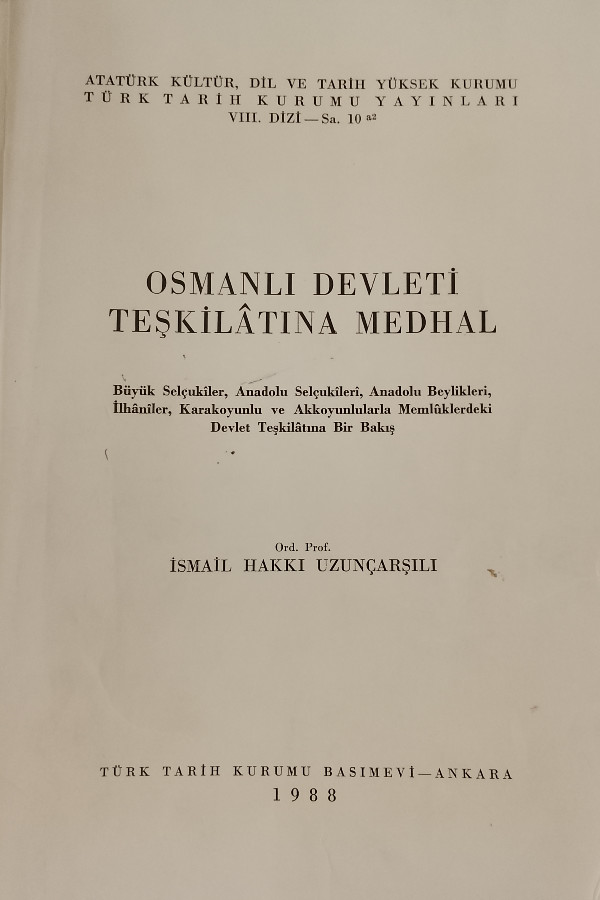 ATATÜRK KÜLTÜR, DİL VE TARİH YÜKSEK KURUMU
TÜRK TARİH KURUMU YAYINLARI
VIII. DİZİ—Sa. 10 a2
OSMANLI DEVLETİ
TEŞKİLÂTINA MEDHAL
Büyük Selçukîler, Anadolu Selçukîleri, Anadolu Beylikleri,
İlhânîler, Karakoyunlu ve Akkoyunlularla Memlûklerdeki
Devlet Teşkilâtına Bir Bakış
Ord. Prof.
İSMAİL HAKKI UZUNÇARŞILI
TÜRK TARİH KURUMU BASIMEVİ—ANKARA
1988